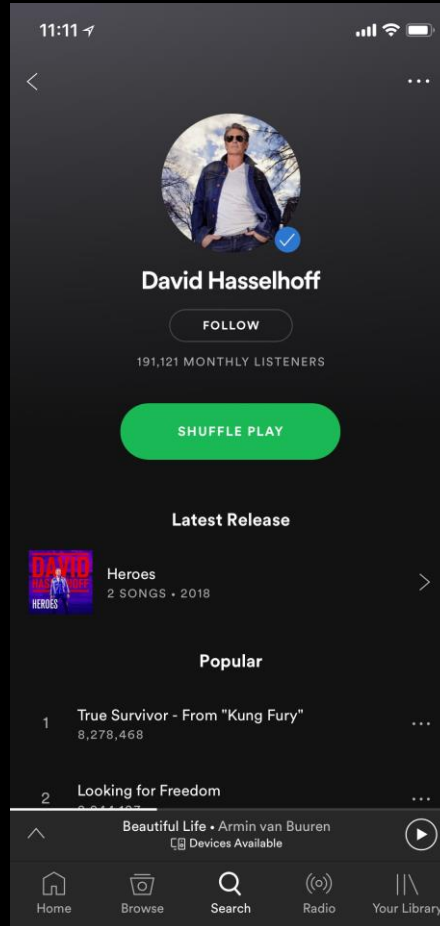 11:11
David Hasselhoff
FOLLOW
191,121 MONTHLY LISTENERS
SHUFFLE PLAY
Latest Release
DAVID
HASSELHOFF
HEROES
Heroes
2 SONGS • 2018
Popular
1 True Survivor - From "Kung Fury"
8,278,468
2 Looking for Freedom
Beautiful Life • Armin van Buuren
Devices Available
Home Browse Search Radio Your Library